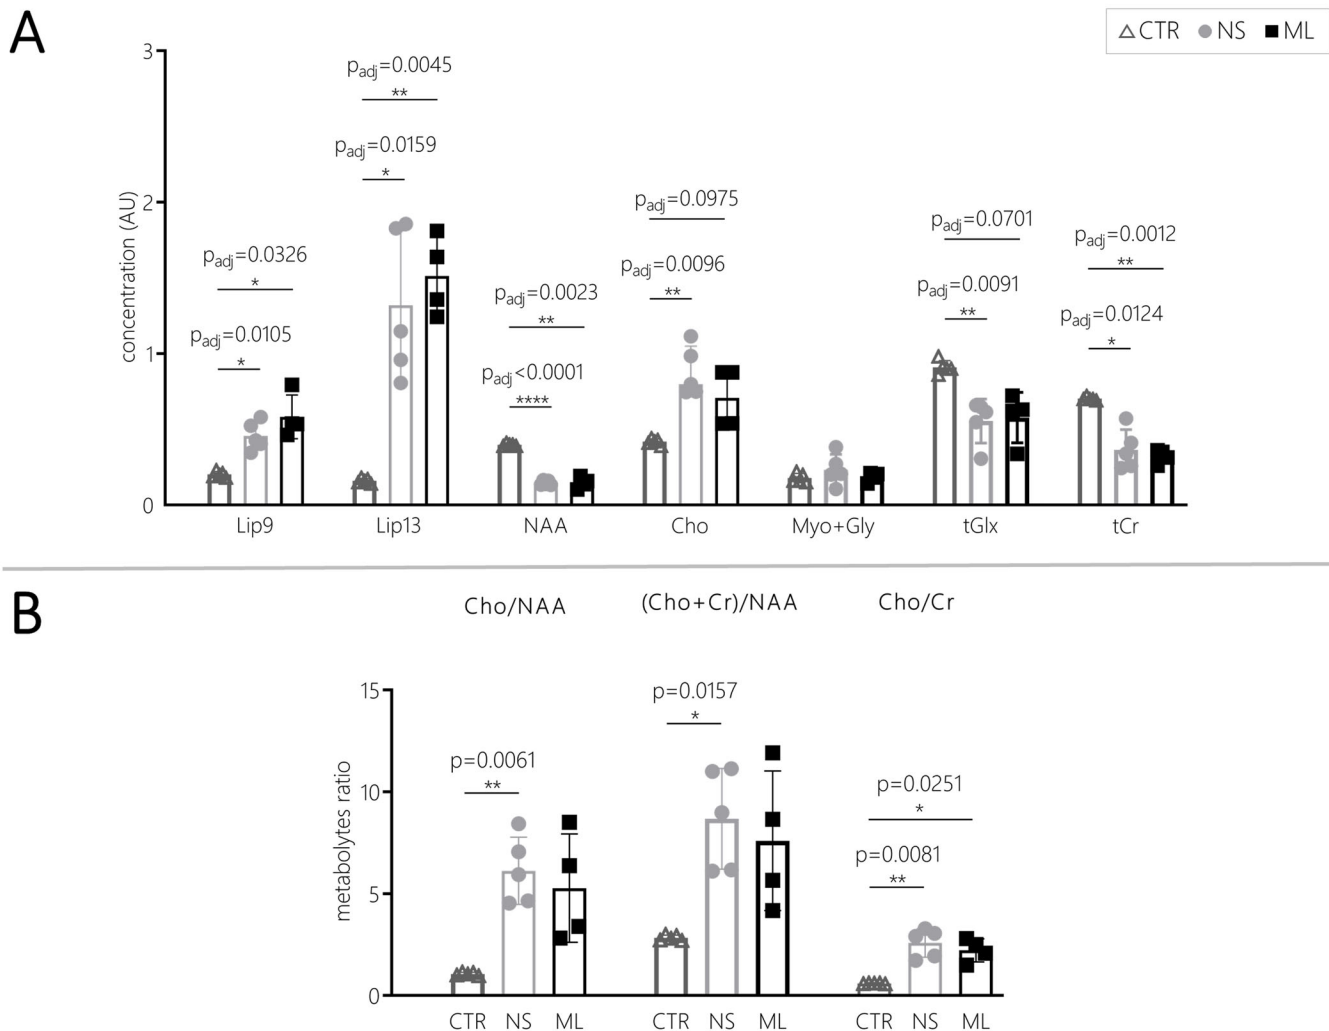 A
△ CTR ● NS ■ ML
3
2
1
0
concentration (AU)
padj=0.0326
*
padj=0.0105
*
padj=0.0045
**
padj=0.0159
*
padj=0.0023
**
padj<0.0001
****
padj=0.0975
padj=0.0096
**
padj=0.0701
padj=0.0091
**
padj=0.0012
**
padj=0.0124
*
Lip9 Lip13 NAA Cho Myo+Gly tGlx tCr
B
Cho/NAA (Cho+Cr)/NAA Cho/Cr
15
10
5
0
metabolytes ratio
p=0.0061
**
p=0.0157
*
p=0.0251
*
p=0.0081
**
CTR NS ML CTR NS ML CTR NS ML